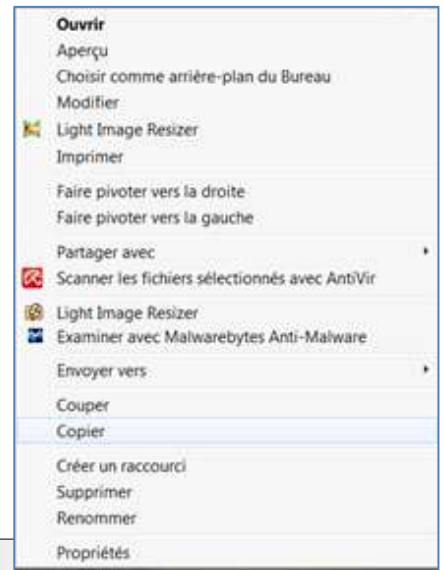 Ouvrir
Aperçu
Choisir comme arrière-plan du Bureau
Modifier
Light Image Resizer
Imprimer
Faire pivoter vers la droite
Faire pivoter vers la gauche
Partager avec
Scanner les fichiers sélectionnés avec AntiVir
Light Image Resizer
Examiner avec Malwarebytes Anti-Malware
Envoyer vers
Couper
Copier
Créer un raccourci
Supprimer
Renommer
Propriétés